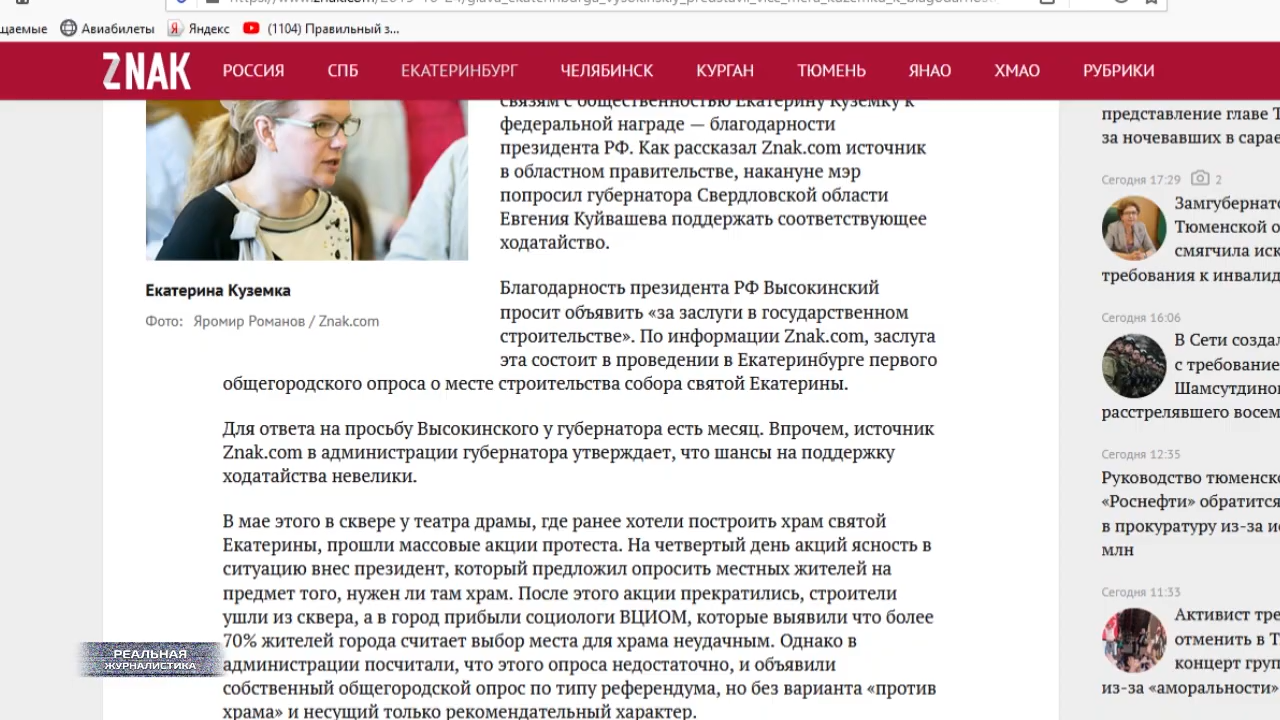 щаемые Авиабилеты Яндекс (1104) Правильный з...
ZNAK РОССИЯ СПБ ЕКАТЕРИНБУРГ ЧЕЛЯБИНСК КУРГАН ТЮМЕНЬ ЯНАО ХМАО РУБРИКИ
связям с общественностью Екатерину Куземку к
федеральной награде — благодарности
президента РФ. Как рассказал Znak.com источник
в областном правительстве, накануне мэр
попросил губернатора Свердловской области
Евгения Куйвашева поддержать соответствующее
ходатайство.
Екатерина Куземка
Фото: Яромир Романов / Znak.com
Благодарность президента РФ Высокинский
просит объявить «за заслуги в государственном
строительстве». По информации Znak.com, заслуга
эта состоит в проведении в Екатеринбурге первого
общегородского опроса о месте строительства собора святой Екатерины.
Для ответа на просьбу Высокинского у губернатора есть месяц. Впрочем, источник
Znak.com в администрации губернатора утверждает, что шансы на поддержку
ходатайства невелики.
В мае этого в сквере у театра драмы, где ранее хотели построить храм святой
Екатерины, прошли массовые акции протеста. На четвертый день акций ясность в
ситуацию внес президент, который предложил опросить местных жителей на
предмет того, нужен ли там храм. После этого акции прекратились, строители
ушли из сквера, а в город прибыли социологи ВЦИОМ, которые выявили что более
70% жителей города считает выбор места для храма неудачным. Однако в
администрации посчитали, что этого опроса недостаточно, и объявили
собственный общегородской опрос по типу референдума, но без варианта «против
храма» и несущий только рекомендательный характер.
РЕАЛЬНАЯ
ЖУРНАЛИСТИКА
представление главе Т
за ночевавших в сарае
Сегодня 17:29 2
Замгубернато
Тюменской о
смягчила иск
требования к инвалид
Сегодня 16:06
В Сети создал
с требование
Шамсутдинов
расстрелявшего восем
Сегодня 12:35
Руководство тюменско
«Роснефти» обратится
в прокуратуру из-за ис
млн
Сегодня 11:33
Активист тре
отменить в Т
концерт груп
из-за «аморальности»